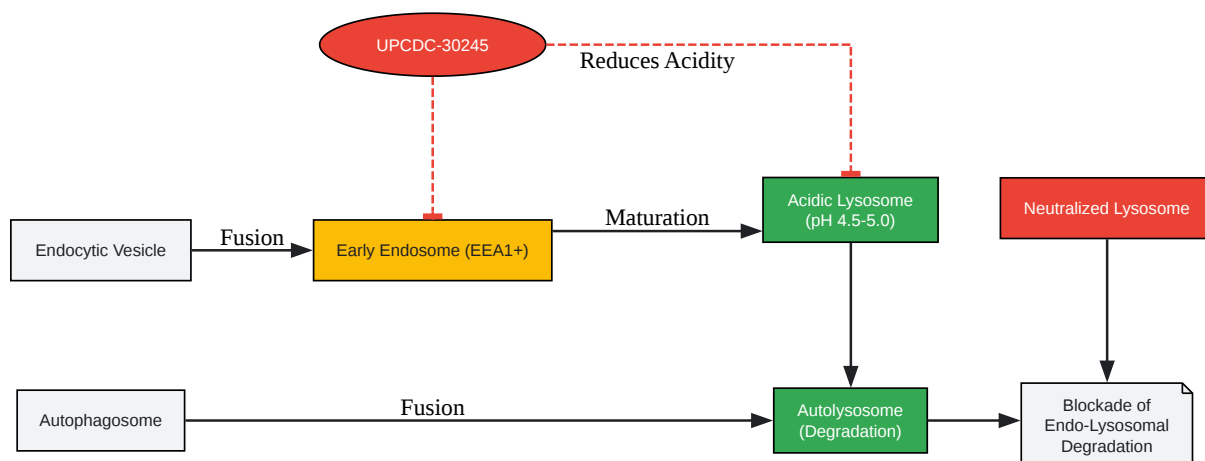 UPCDC-30245
Reduces Acidity
Acidic Lysosome
(pH 4.5-5.0)
Neutralized Lysosome
Maturation
Fusion
Endocytic Vesicle
Early Endosome (EEA1+)
Autophagosome
Fusion
Autolysosome
(Degradation)
Blockade of
Endo-Lysosomal
Degradation